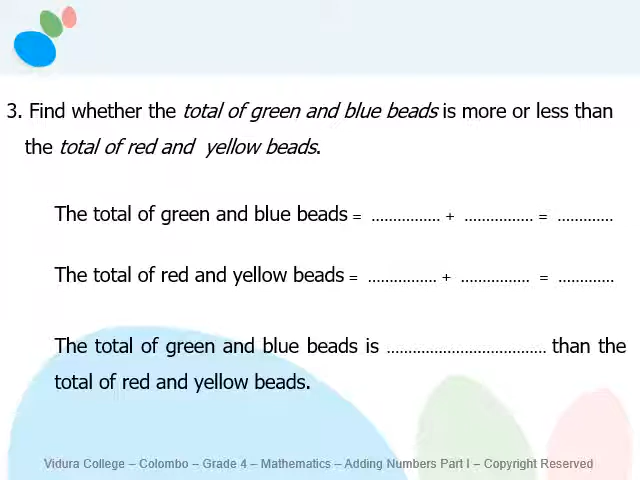 3. Find whether the total of green and blue beads is more or less than
the total of red and yellow beads.
The total of green and blue beads = ................ + ................ = .............
The total of red and yellow beads = ................ + ................ = .............
The total of green and blue beads is ..................................... than the
total of red and yellow beads.
Vidura College – Colombo – Grade 4 – Mathematics – Adding Numbers Part I – Copyright Reserved